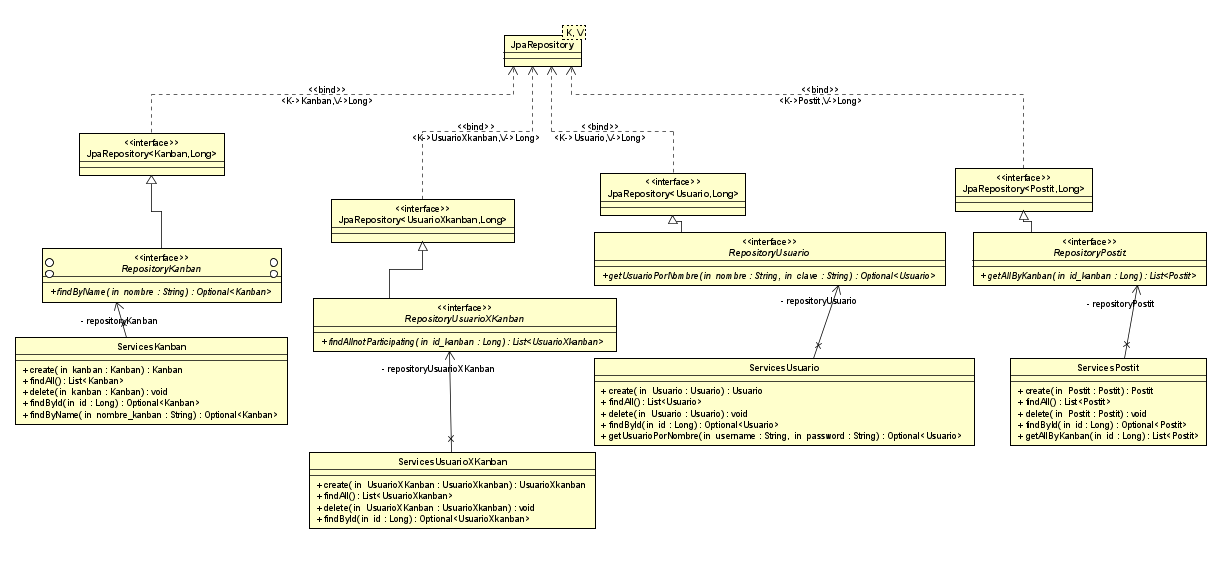 K, V
JpaRepository
<<bind>>
<K->Kanban,V->Long>
<<bind>>
<K->UsuarioXkanban,V->Long>
<<bind>>
<K->Usuario,V->Long>
<<bind>>
<K->Postit,V->Long>
<<interface>>
JpaRepository<Kanban,Long>
<<interface>>
JpaRepository<UsuarioXkanban,Long>
<<interface>>
JpaRepository<Usuario,Long>
<<interface>>
JpaRepository<Postit,Long>
<<interface>>
RepositoryKanban
+findByName(in nombre : String) : Optional<Kanban>
<<interface>>
RepositoryUsuarioXKanban
+findAllnotParticipating(in id_kanban : Long) : List<UsuarioXkanban>
<<interface>>
RepositoryUsuario
+getUsuarioPorNombre(in nombre : String, in clave : String) : Optional<Usuario>
<<interface>>
RepositoryPostit
+getAllByKanban(in id_kanban : Long) : List<Postit>
- repositoryKanban
- repositoryUsuarioXKanban
- repositoryUsuario
- repositoryPostit
ServicesKanban
+create(in kanban : Kanban) : Kanban
+findAll() : List<Kanban>
+delete(in kanban : Kanban) : void
+findById(in id : Long) : Optional<Kanban>
+findByName(in nombre_kanban : String) : Optional<Kanban>
ServicesUsuarioXKanban
+create(in UsuarioXKanban : UsuarioXkanban) : UsuarioXkanban
+findAll() : List<UsuarioXkanban>
+delete(in UsuarioXKanban : UsuarioXkanban) : void
+findById(in id : Long) : Optional<UsuarioXkanban>
ServicesUsuario
+create(in Usuario : Usuario) : Usuario
+findAll() : List<Usuario>
+delete(in Usuario : Usuario) : void
+findById(in id : Long) : Optional<Usuario>
+getUsuarioPorNombre(in username : String, in password : String) : Optional<Usuario>
ServicesPostit
+create(in Postit : Postit) : Postit
+findAll() : List<Postit>
+delete(in Postit : Postit) : void
+findById(in id : Long) : Optional<Postit>
+getAllByKanban(in id : Long) : List<Postit>